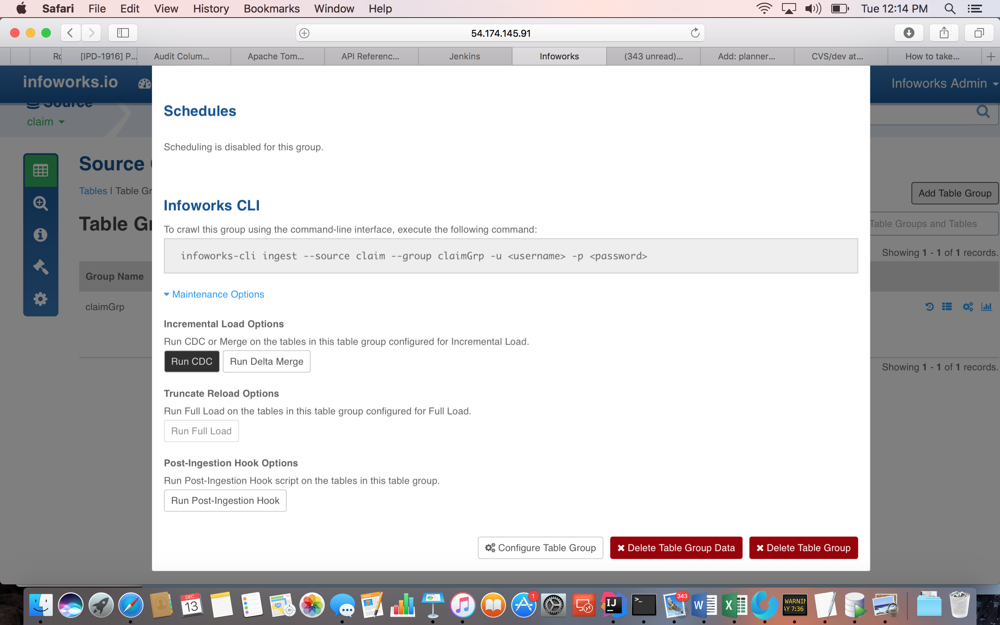 Safari File Edit View History Bookmarks Window Help Tue 12:14 PM
54.174.145.91
[IPD-1916] P... Audit Colum... Apache Tom... API Referenc... Jenkins Infoworks (343 unread)... Add: planner... CVS/dev at... How to take...
infoworks.io Infoworks Admin
Source
claim
Source
Tables | Table Gr
Add Table Group
Table Gr
Table Groups and Tables
Showing 1 - 1 of 1 records.
Group Name
claimGrp
Showing 1 - 1 of 1 records.
Schedules
Scheduling is disabled for this group.
Infoworks CLI
To crawl this group using the command-line interface, execute the following command:
infoworks-cli ingest --source claim --group claimGrp -u <username> -p <password>
Maintenance Options
Incremental Load Options
Run CDC or Merge on the tables in this table group configured for Incremental Load.
Run CDC Run Delta Merge
Truncate Reload Options
Run Full Load on the tables in this table group configured for Full Load.
Run Full Load
Post-Ingestion Hook Options
Run Post-Ingestion Hook script on the tables in this table group.
Run Post-Ingestion Hook
Configure Table Group Delete Table Group Data Delete Table Group
DEC
13
PAGES
3D
1
IJ
>_
343
W
X
WARNIN
AY 7:36